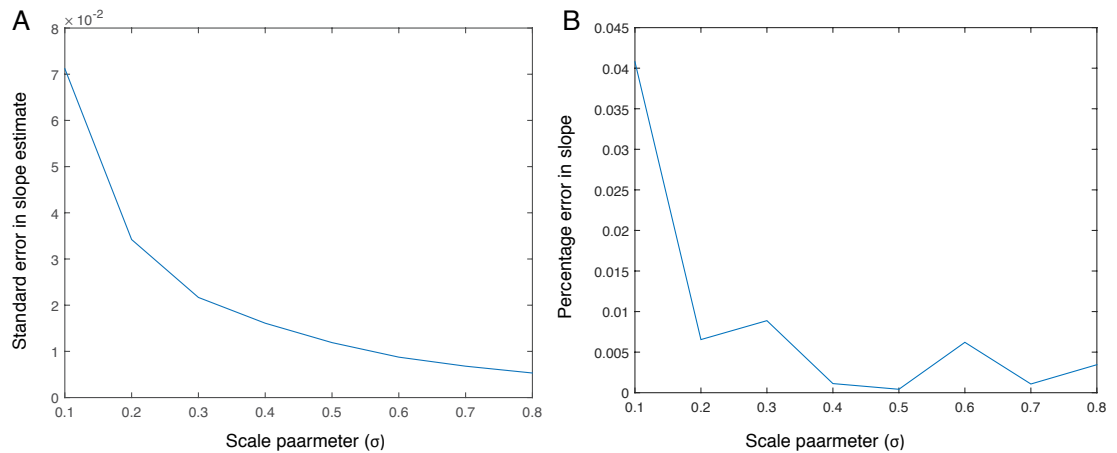 A
× 10⁻²
Standard error in slope estimate
8
7
6
5
4
3
2
1
0
0.1 0.2 0.3 0.4 0.5 0.6 0.7 0.8
Scale paarmeter (σ)
B
Percentage error in slope
0.045
0.04
0.035
0.03
0.025
0.02
0.015
0.01
0.005
0
0.1 0.2 0.3 0.4 0.5 0.6 0.7 0.8
Scale paarmeter (σ)